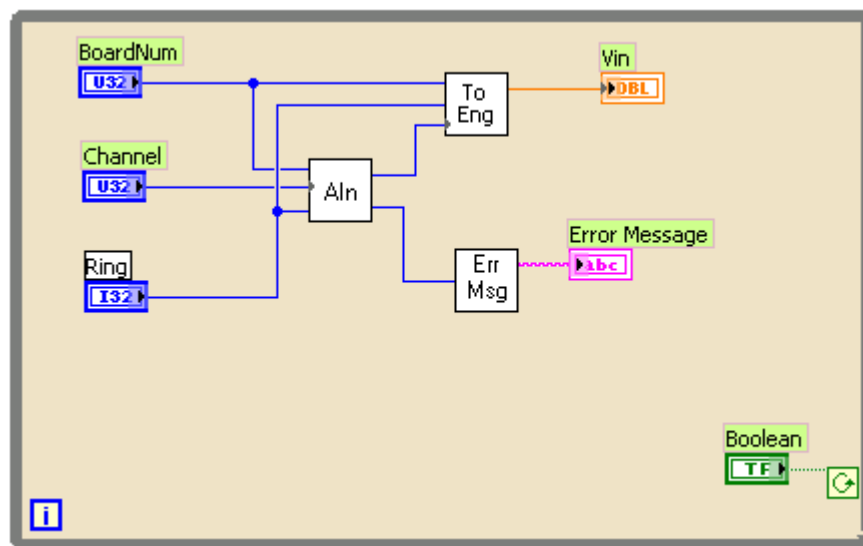 BoardNum
U32
To
Eng
Vin
DBL
Channel
U32
AIn
Ring
I32
Err
Msg
Error Message
abc
Boolean
TF
i